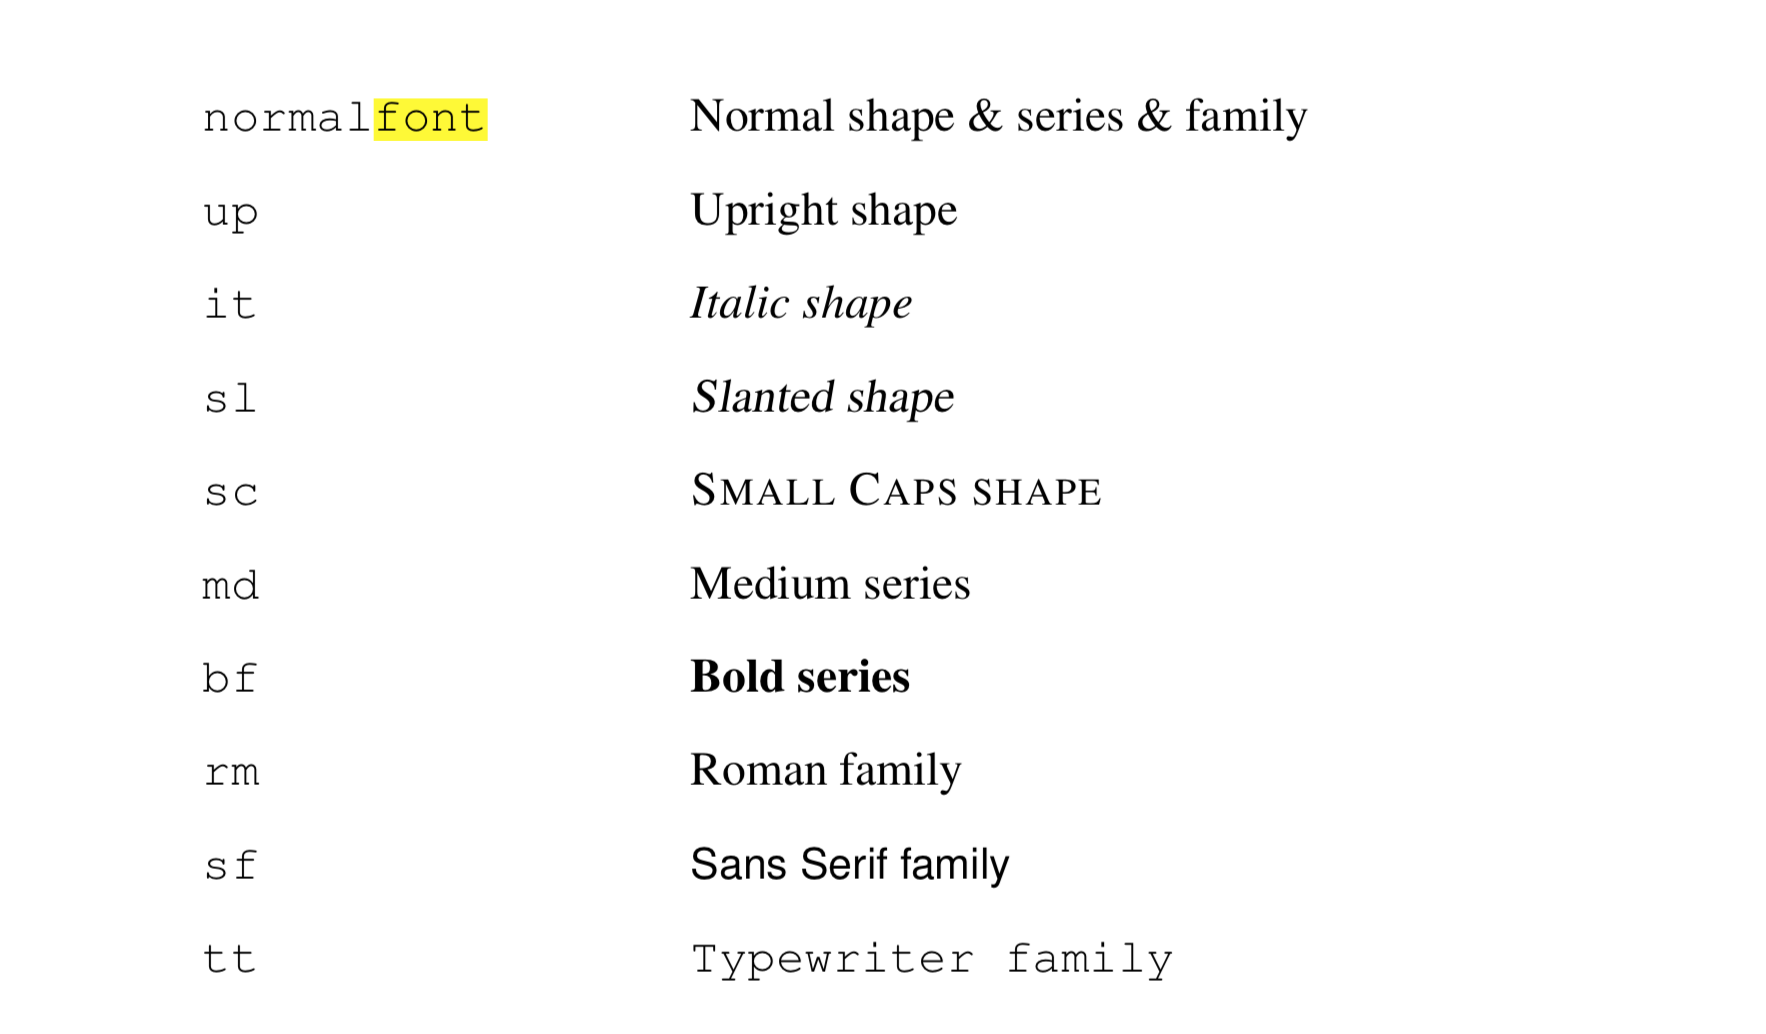 normalfont Normal shape & series & family
up Upright shape
it Italic shape
sl Slanted shape
sc SMALL CAPS SHAPE
md Medium series
bf Bold series
rm Roman family
sf Sans Serif family
tt Typewriter family